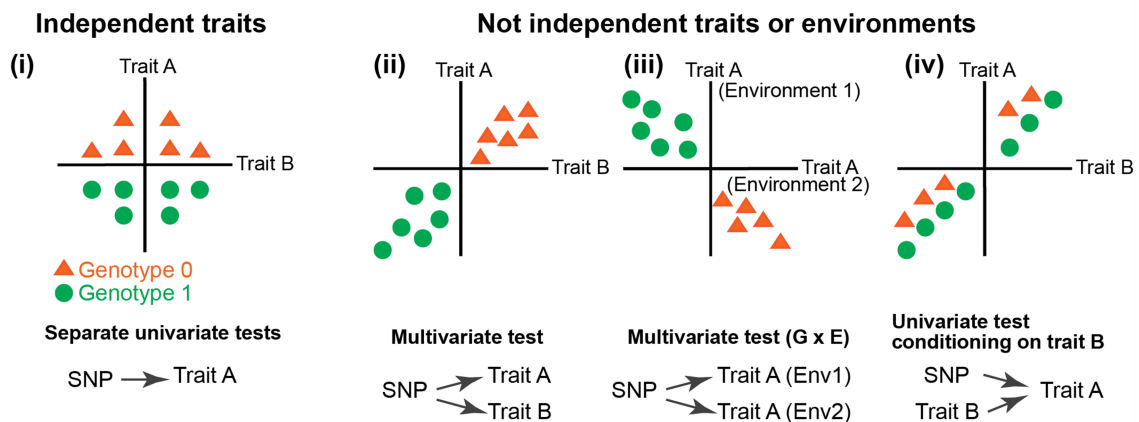 Independent traits
Not independent traits or environments
(i)
Trait A
Trait B
Genotype 0
Genotype 1
Separate univariate tests
SNP
Trait A
(ii)
Trait A
Trait B
Multivariate test
SNP
Trait A
Trait B
(iii)
Trait A
(Environment 1)
Trait A
(Environment 2)
Multivariate test (G x E)
SNP
Trait A (Env1)
Trait A (Env2)
(iv)
Trait A
Trait B
Univariate test
conditioning on trait B
SNP
Trait B
Trait A